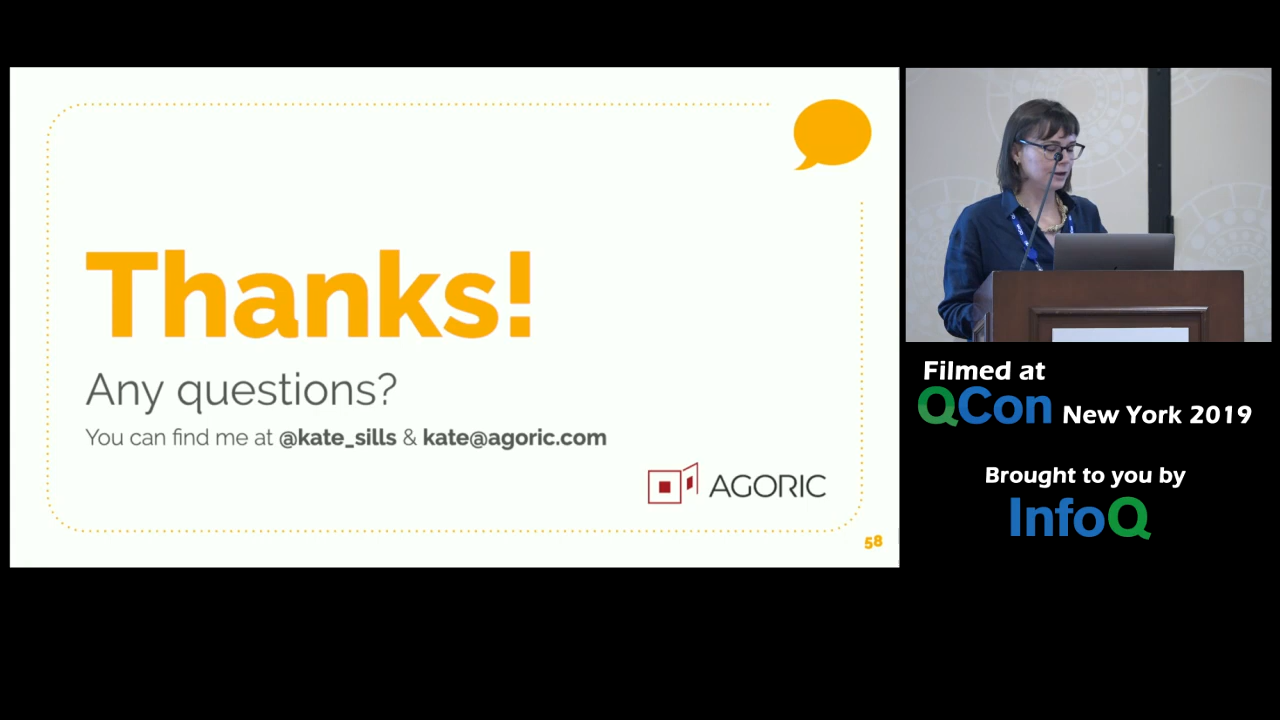 Thanks!
Any questions?
You can find me at @kate_sills & kate@agoric.com
AGORIC
58
Filmed at
QCon New York 2019
Brought to you by
InfoQ